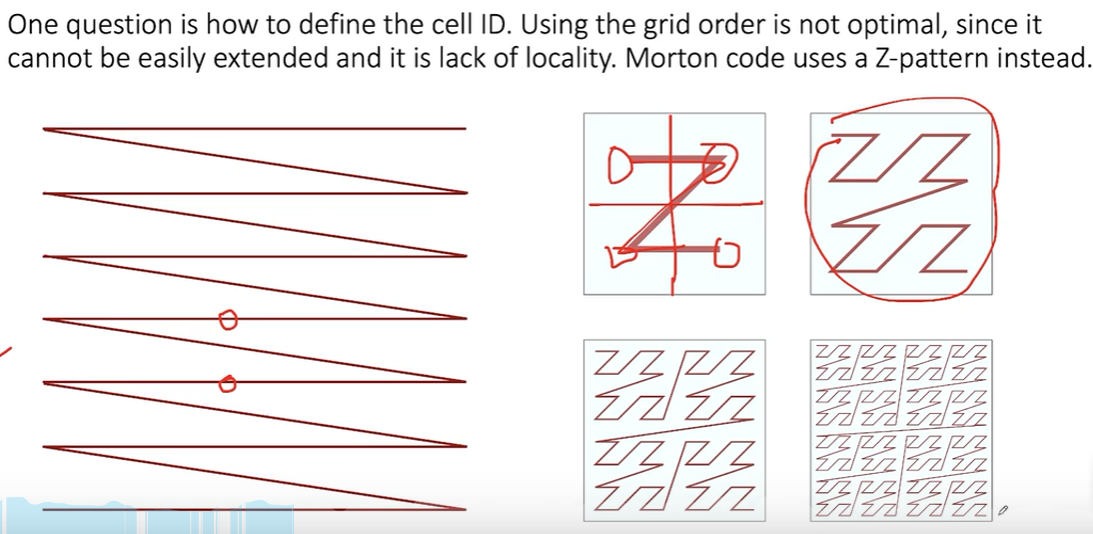 One question is how to define the cell ID. Using the grid order is not optimal, since it
cannot be easily extended and it is lack of locality. Morton code uses a Z-pattern instead.